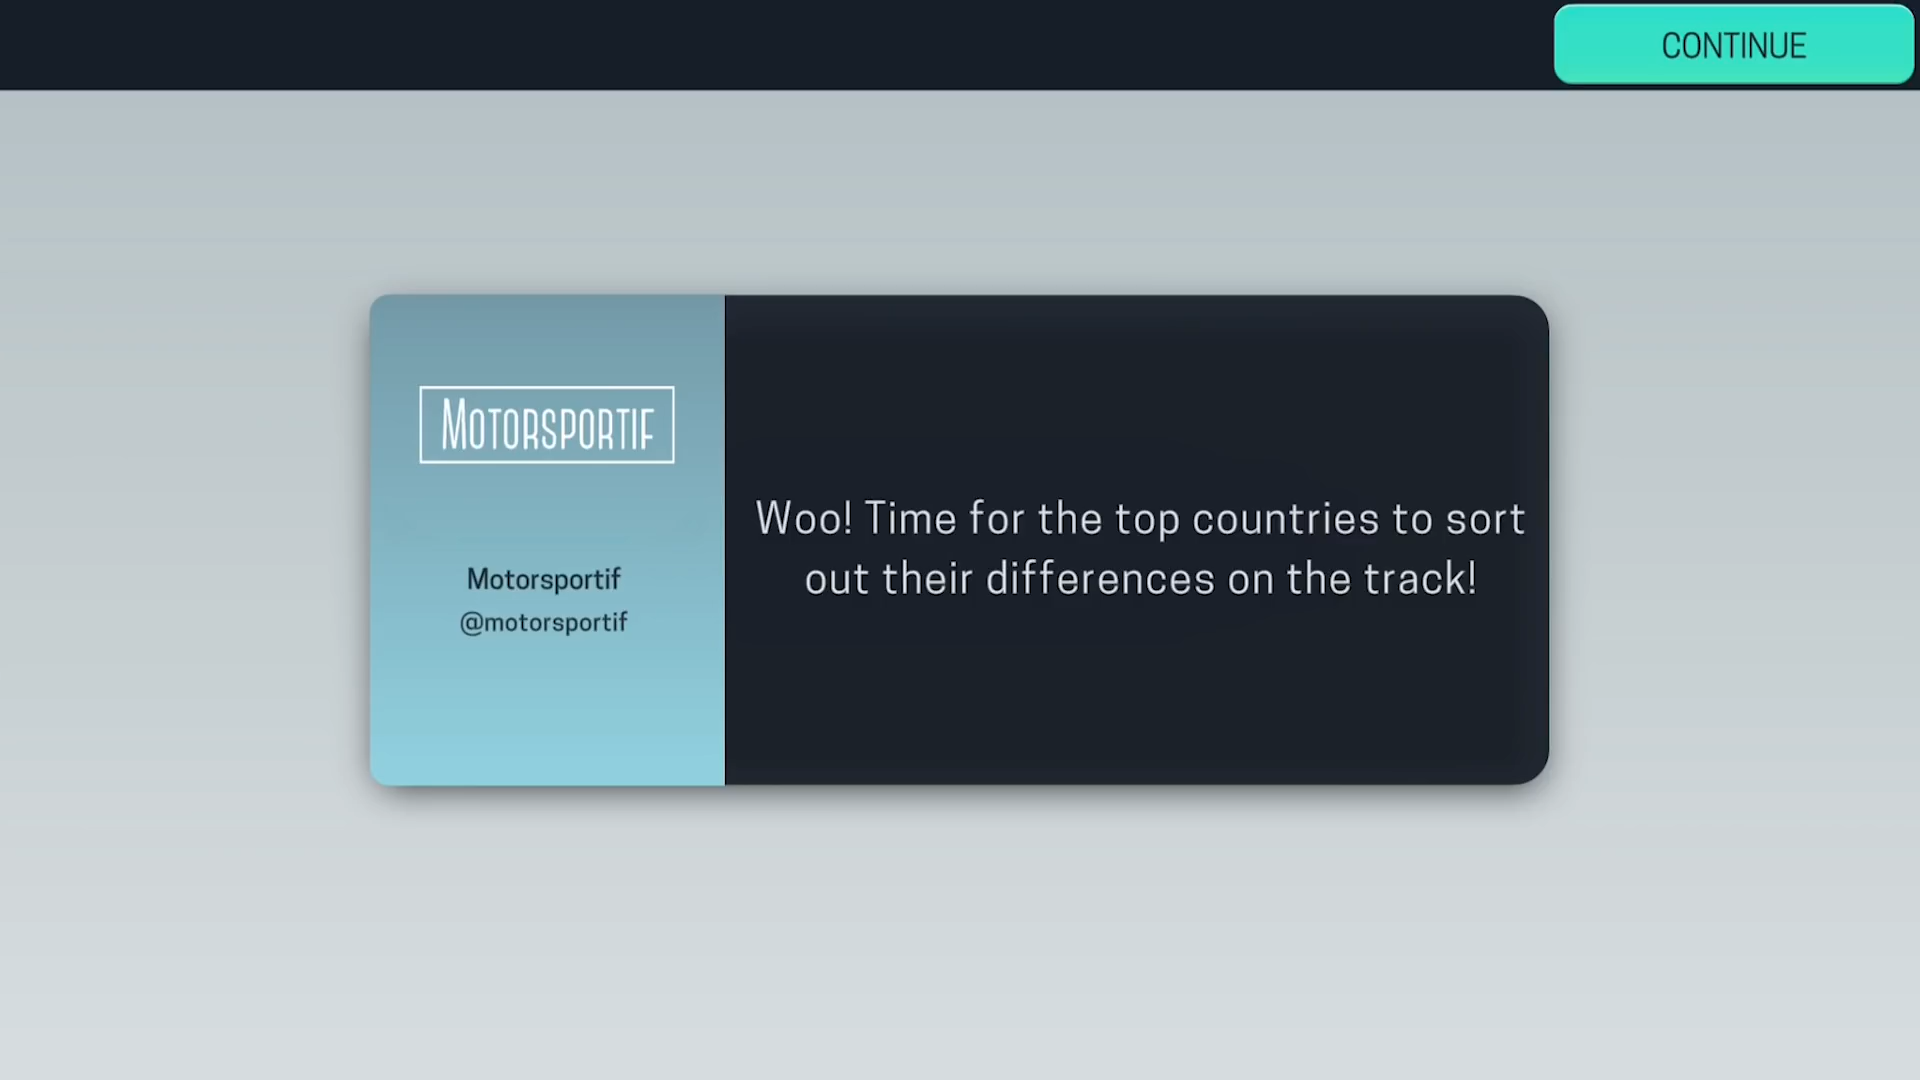 CONTINUE
MOTORSPORTIF
Motorsportif
@motorsportif
Woo! Time for the top countries to sort
out their differences on the track!